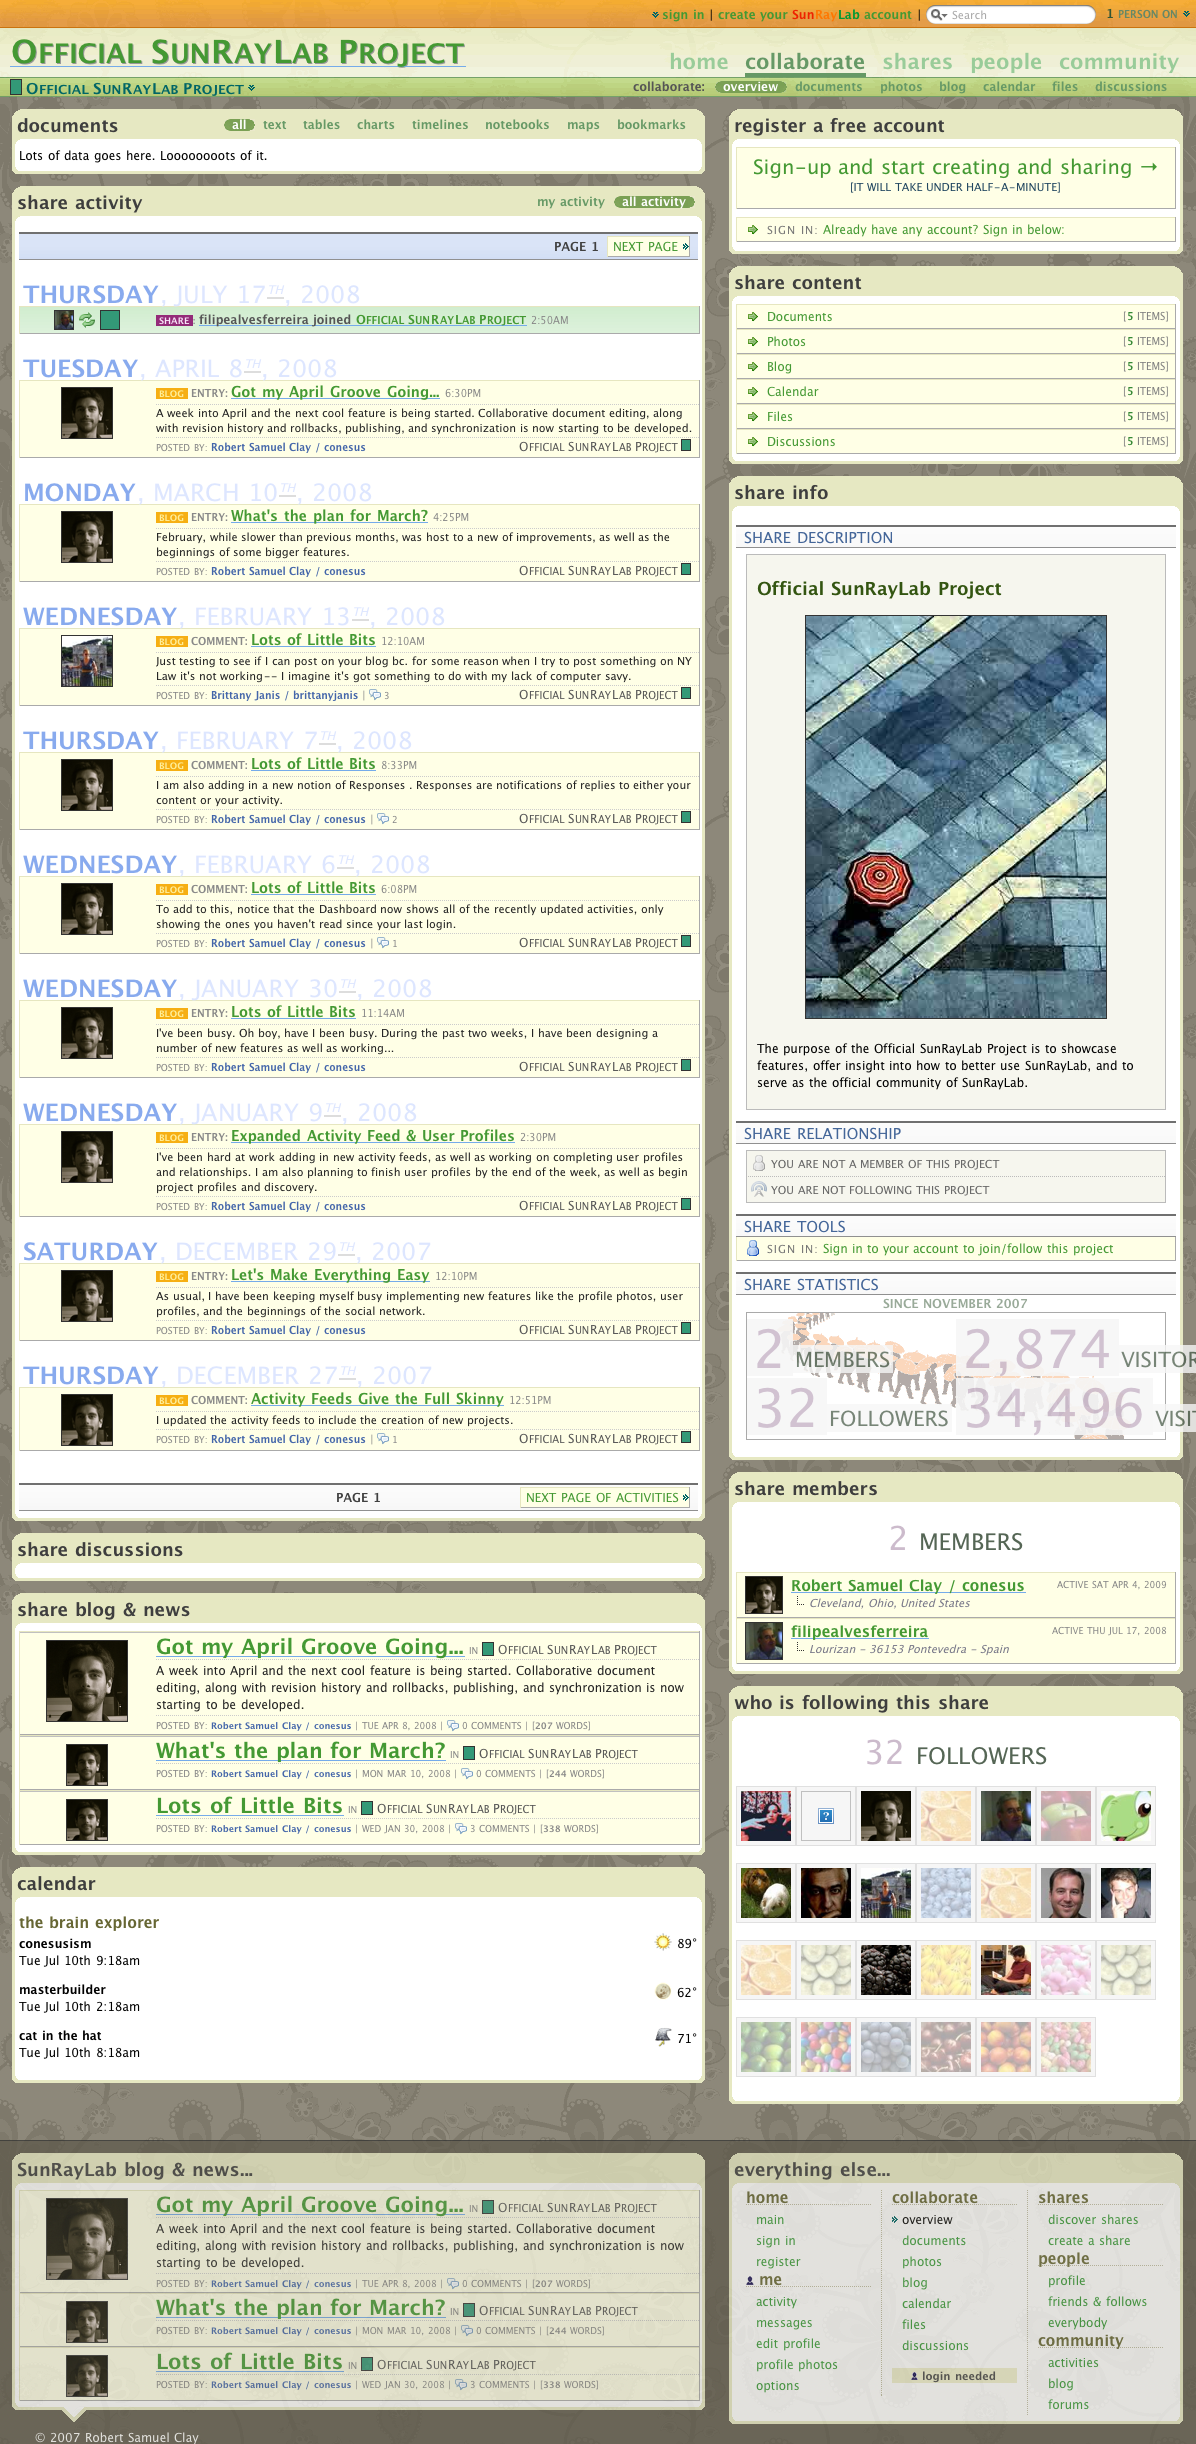 sign in | create your SunRayLab account | Search 1 PERSON ON
OFFICIAL SUNRAYLAB PROJECT
home collaborate shares people community
OFFICIAL SUNRAYLAB PROJECT
collaborate: overview documents photos blog calendar files discussions
documents
all text tables charts timelines notebooks maps bookmarks
Lots of data goes here. Loooooooots of it.
share activity
my activity all activity
PAGE 1 NEXT PAGE
THURSDAY, JULY 17TH, 2008
SHARE filipealvesferreira joined OFFICIAL SUNRAYLAB PROJECT 2:50AM
TUESDAY, APRIL 8TH, 2008
BLOG ENTRY: Got my April Groove Going... 6:30PM
A week into April and the next cool feature is being started. Collaborative document editing, along
with revision history and rollbacks, publishing, and synchronization is now starting to be developed.
POSTED BY: Robert Samuel Clay / conesus OFFICIAL SUNRAYLAB PROJECT
MONDAY, MARCH 10TH, 2008
BLOG ENTRY: What's the plan for March? 4:25PM
February, while slower than previous months, was host to a new of improvements, as well as the
beginnings of some bigger features.
POSTED BY: Robert Samuel Clay / conesus OFFICIAL SUNRAYLAB PROJECT
WEDNESDAY, FEBRUARY 13TH, 2008
BLOG COMMENT: Lots of Little Bits 12:10AM
Just testing to see if I can post on your blog bc. for some reason when I try to post something on NY
Law it's not working-- I imagine it's got something to do with my lack of computer savy.
POSTED BY: Brittany Janis / brittanyjanis | 3 OFFICIAL SUNRAYLAB PROJECT
THURSDAY, FEBRUARY 7TH, 2008
BLOG COMMENT: Lots of Little Bits 8:33PM
I am also adding in a new notion of Responses . Responses are notifications of replies to either your
content or your activity.
POSTED BY: Robert Samuel Clay / conesus | 2 OFFICIAL SUNRAYLAB PROJECT
WEDNESDAY, FEBRUARY 6TH, 2008
BLOG COMMENT: Lots of Little Bits 6:08PM
To add to this, notice that the Dashboard now shows all of the recently updated activities, only
showing the ones you haven't read since your last login.
POSTED BY: Robert Samuel Clay / conesus | 1 OFFICIAL SUNRAYLAB PROJECT
WEDNESDAY, JANUARY 30TH, 2008
BLOG ENTRY: Lots of Little Bits 11:14AM
I've been busy. Oh boy, have I been busy. During the past two weeks, I have been designing a
number of new features as well as working...
POSTED BY: Robert Samuel Clay / conesus OFFICIAL SUNRAYLAB PROJECT
WEDNESDAY, JANUARY 9TH, 2008
BLOG ENTRY: Expanded Activity Feed & User Profiles 2:30PM
I've been hard at work adding in new activity feeds, as well as working on completing user profiles
and relationships. I am also planning to finish user profiles by the end of the week, as well as begin
project profiles and discovery.
POSTED BY: Robert Samuel Clay / conesus OFFICIAL SUNRAYLAB PROJECT
SATURDAY, DECEMBER 29TH, 2007
BLOG ENTRY: Let's Make Everything Easy 12:10PM
As usual, I have been keeping myself busy implementing new features like the profile photos, user
profiles, and the beginnings of the social network.
POSTED BY: Robert Samuel Clay / conesus OFFICIAL SUNRAYLAB PROJECT
THURSDAY, DECEMBER 27TH, 2007
BLOG COMMENT: Activity Feeds Give the Full Skinny 12:51PM
I updated the activity feeds to include the creation of new projects.
POSTED BY: Robert Samuel Clay / conesus | 1 OFFICIAL SUNRAYLAB PROJECT
PAGE 1 NEXT PAGE OF ACTIVITIES
share discussions
share blog & news
Got my April Groove Going... IN OFFICIAL SUNRAYLAB PROJECT
A week into April and the next cool feature is being started. Collaborative document
editing, along with revision history and rollbacks, publishing, and synchronization is now
starting to be developed.
POSTED BY: Robert Samuel Clay / conesus | TUE APR 8, 2008 | 0 COMMENTS | [207 WORDS]
What's the plan for March? IN OFFICIAL SUNRAYLAB PROJECT
POSTED BY: Robert Samuel Clay / conesus | MON MAR 10, 2008 | 0 COMMENTS | [244 WORDS]
Lots of Little Bits IN OFFICIAL SUNRAYLAB PROJECT
POSTED BY: Robert Samuel Clay / conesus | WED JAN 30, 2008 | 3 COMMENTS | [338 WORDS]
calendar
the brain explorer
conesusism
Tue Jul 10th 9:18am 89°
masterbuilder
Tue Jul 10th 2:18am 62°
cat in the hat
Tue Jul 10th 8:18am 71°
register a free account
Sign-up and start creating and sharing →
[IT WILL TAKE UNDER HALF-A-MINUTE]
SIGN IN: Already have any account? Sign in below:
share content
Documents [5 ITEMS]
Photos [5 ITEMS]
Blog [5 ITEMS]
Calendar [5 ITEMS]
Files [5 ITEMS]
Discussions [5 ITEMS]
share info
SHARE DESCRIPTION
Official SunRayLab Project
The purpose of the Official SunRayLab Project is to showcase
features, offer insight into how to better use SunRayLab, and to
serve as the official community of SunRayLab.
SHARE RELATIONSHIP
YOU ARE NOT A MEMBER OF THIS PROJECT
YOU ARE NOT FOLLOWING THIS PROJECT
SHARE TOOLS
SIGN IN: Sign in to your account to join/follow this project
SHARE STATISTICS
SINCE NOVEMBER 2007
2 MEMBERS 2,874 VISITOR
32 FOLLOWERS 34,496 VISIT
share members
2 MEMBERS
Robert Samuel Clay / conesus ACTIVE SAT APR 4, 2009
Cleveland, Ohio, United States
filipealvesferreira ACTIVE THU JUL 17, 2008
Lourizan - 36153 Pontevedra - Spain
who is following this share
32 FOLLOWERS
?
SunRayLab blog & news...
Got my April Groove Going... IN OFFICIAL SUNRAYLAB PROJECT
A week into April and the next cool feature is being started. Collaborative document
editing, along with revision history and rollbacks, publishing, and synchronization is now
starting to be developed.
POSTED BY: Robert Samuel Clay / conesus | TUE APR 8, 2008 | 0 COMMENTS | [207 WORDS]
What's the plan for March? IN OFFICIAL SUNRAYLAB PROJECT
POSTED BY: Robert Samuel Clay / conesus | MON MAR 10, 2008 | 0 COMMENTS | [244 WORDS]
Lots of Little Bits IN OFFICIAL SUNRAYLAB PROJECT
POSTED BY: Robert Samuel Clay / conesus | WED JAN 30, 2008 | 3 COMMENTS | [338 WORDS]
© 2007 Robert Samuel Clay
everything else...
home
main
sign in
register
me
activity
messages
edit profile
profile photos
options
collaborate
overview
documents
photos
blog
calendar
files
discussions
login needed
shares
discover shares
create a share
people
profile
friends & follows
everybody
community
activities
blog
forums